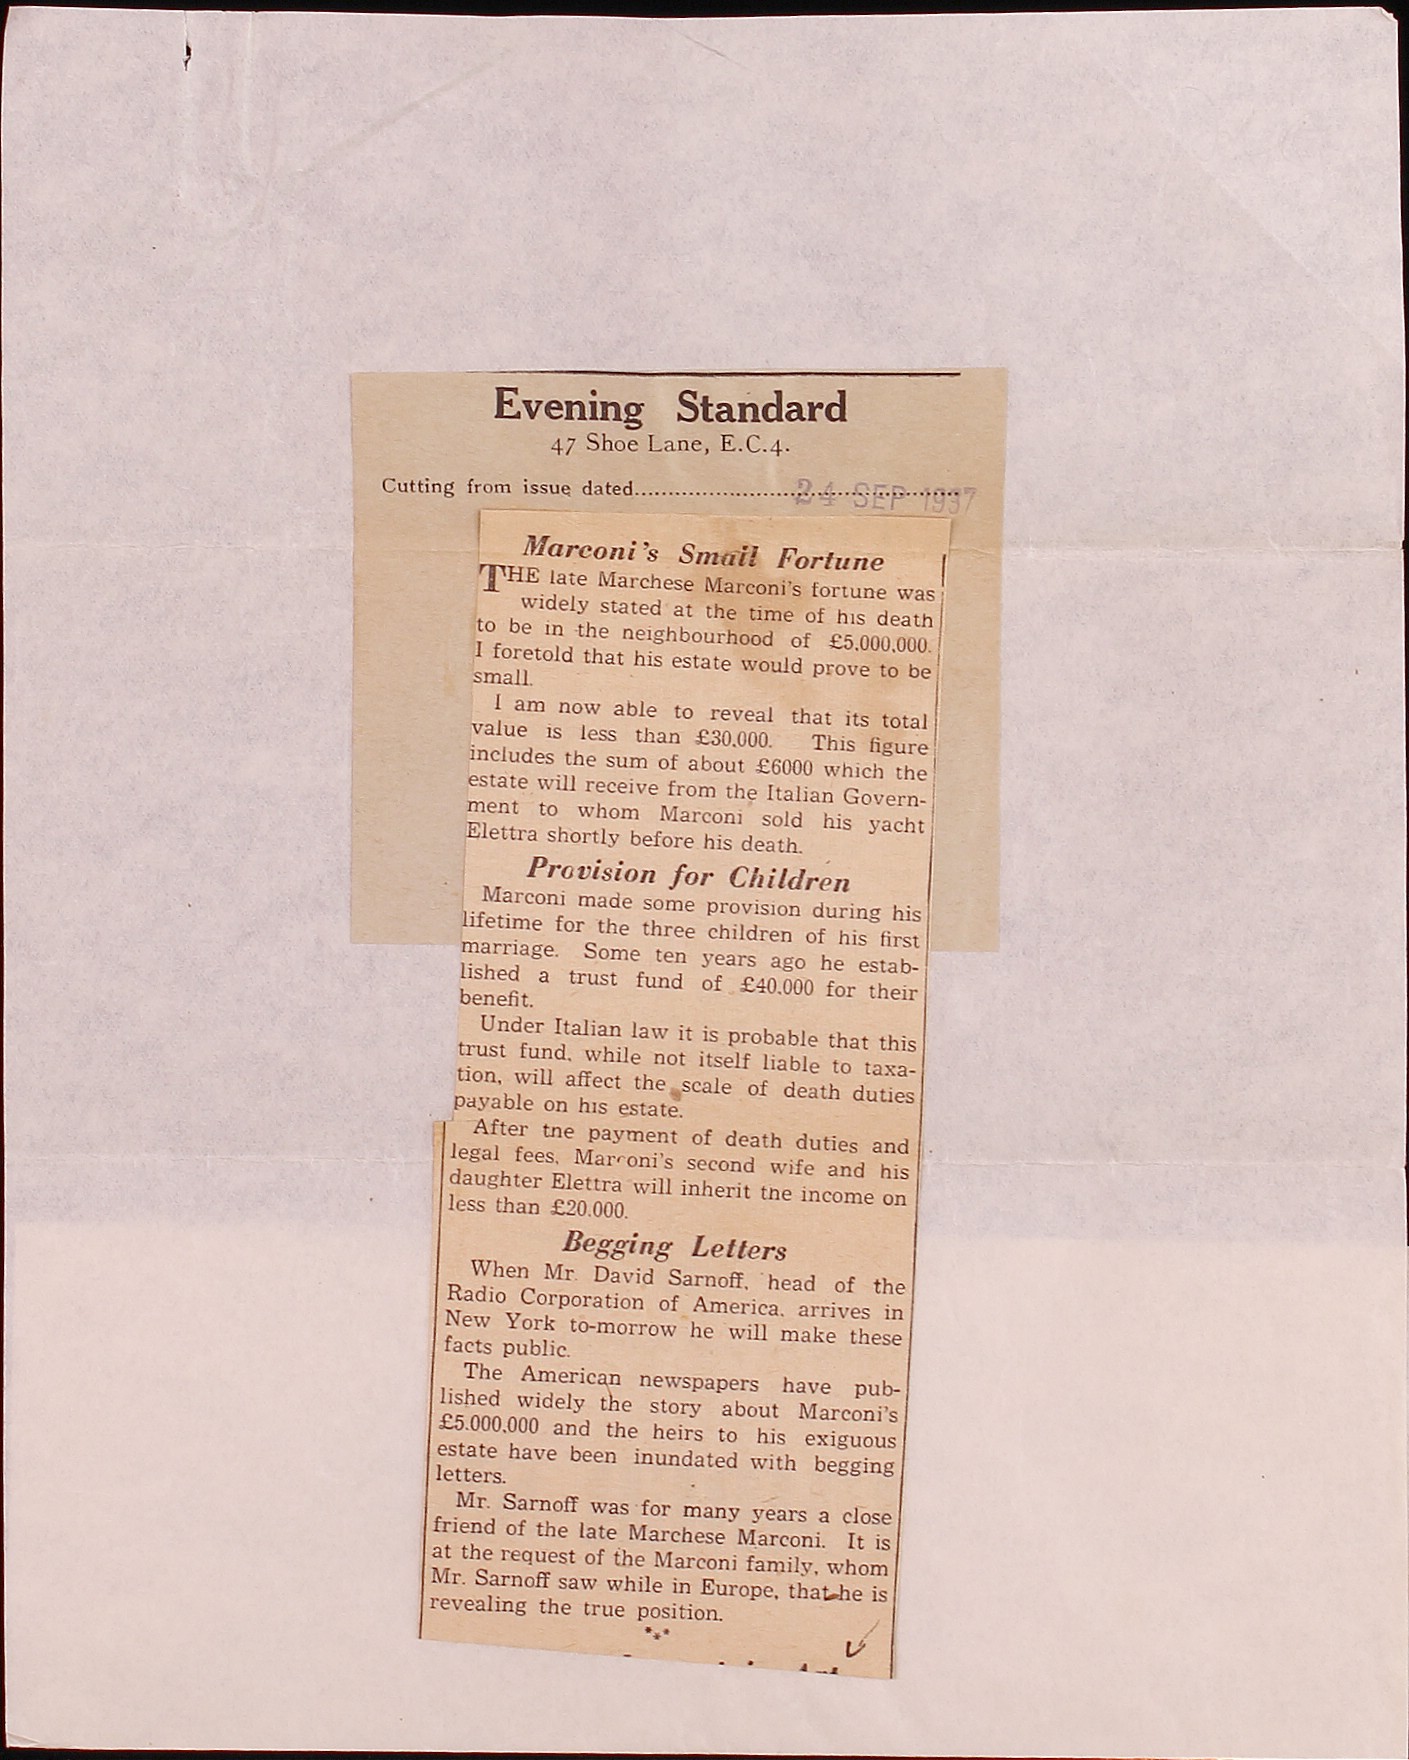 Evening Standard
47 Shoe Lane, E.C.4.
Cutting from issue dated.................................................24 SEP 1937
Marconi's Small Fortune
THE late Marchese Marconi's fortune was
widely stated at the time of his death
to be in the neighbourhood of £5,000,000.
I foretold that his estate would prove to be
small.
I am now able to reveal that its total
value is less than £30,000. This figure
includes the sum of about £6000 which the
estate will receive from the Italian Govern-
ment to whom Marconi sold his yacht
Elettra shortly before his death.
Provision for Children
Marconi made some provision during his
lifetime for the three children of his first
marriage. Some ten years ago he estab-
lished a trust fund of £40,000 for their
benefit.
Under Italian law it is probable that this
trust fund, while not itself liable to taxa-
tion, will affect the scale of death duties
payable on his estate.
After the payment of death duties and
legal fees, Marconi's second wife and his
daughter Elettra will inherit the income on
less than £20,000.
Begging Letters
When Mr. David Sarnoff, head of the
Radio Corporation of America, arrives in
New York to-morrow he will make these
facts public.
The American newspapers have pub-
lished widely the story about Marconi's
£5,000,000 and the heirs to his exiguous
estate have been inundated with begging
letters.
Mr. Sarnoff was for many years a close
friend of the late Marchese Marconi. It is
at the request of the Marconi family, whom
Mr. Sarnoff saw while in Europe, that he is
revealing the true position.